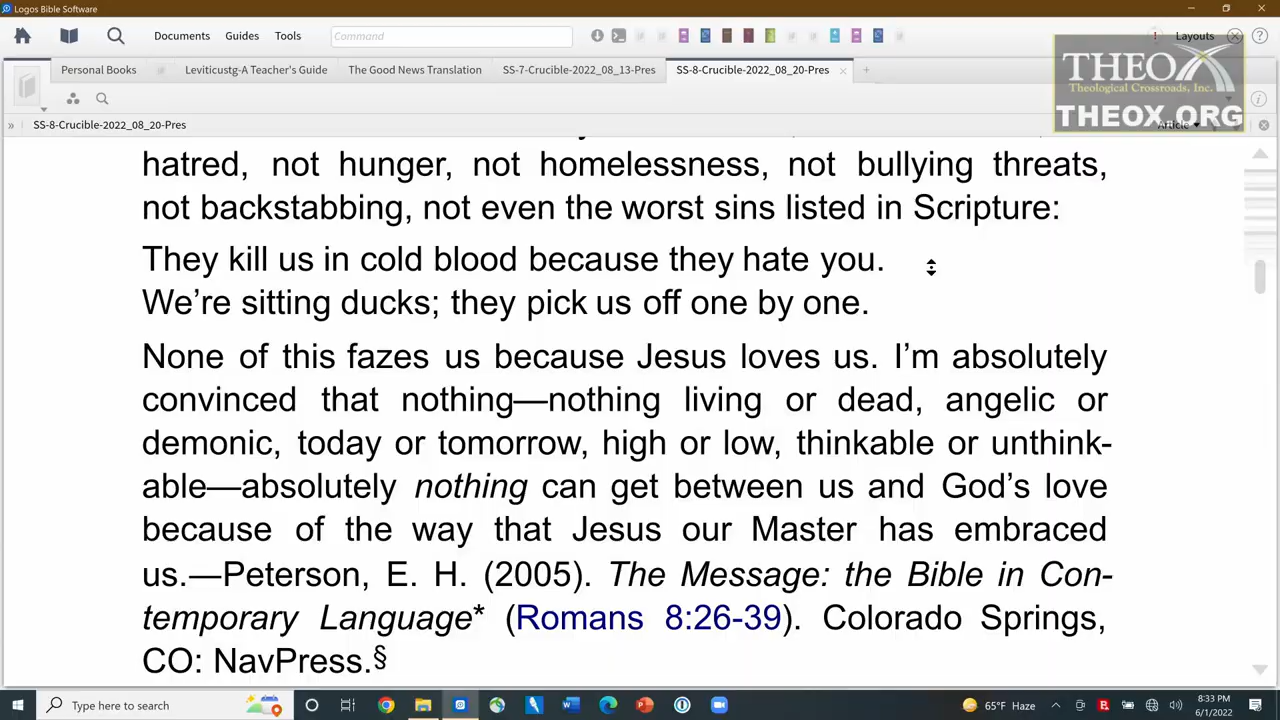 Logos Bible Software
Documents Guides Tools Command Layouts
Personal Books Leviticustg-A Teacher's Guide The Good News Translation SS-7-Crucible-2022_08_13-Pres SS-8-Crucible-2022_08_20-Pres
THEOX
Theological Crossroads, Inc.
THEOX.ORG
SS-8-Crucible-2022_08_20-Pres Article
hatred, not hunger, not homelessness, not bullying threats,
not backstabbing, not even the worst sins listed in Scripture:
They kill us in cold blood because they hate you.
We’re sitting ducks; they pick us off one by one.
None of this fazes us because Jesus loves us. I’m absolutely
convinced that nothing—nothing living or dead, angelic or
demonic, today or tomorrow, high or low, thinkable or unthink-
able—absolutely nothing can get between us and God’s love
because of the way that Jesus our Master has embraced
us.—Peterson, E. H. (2005). The Message: the Bible in Con-
temporary Language* (Romans 8:26-39). Colorado Springs,
CO: NavPress.§
Type here to search 65°F Haze 8:33 PM
6/1/2022